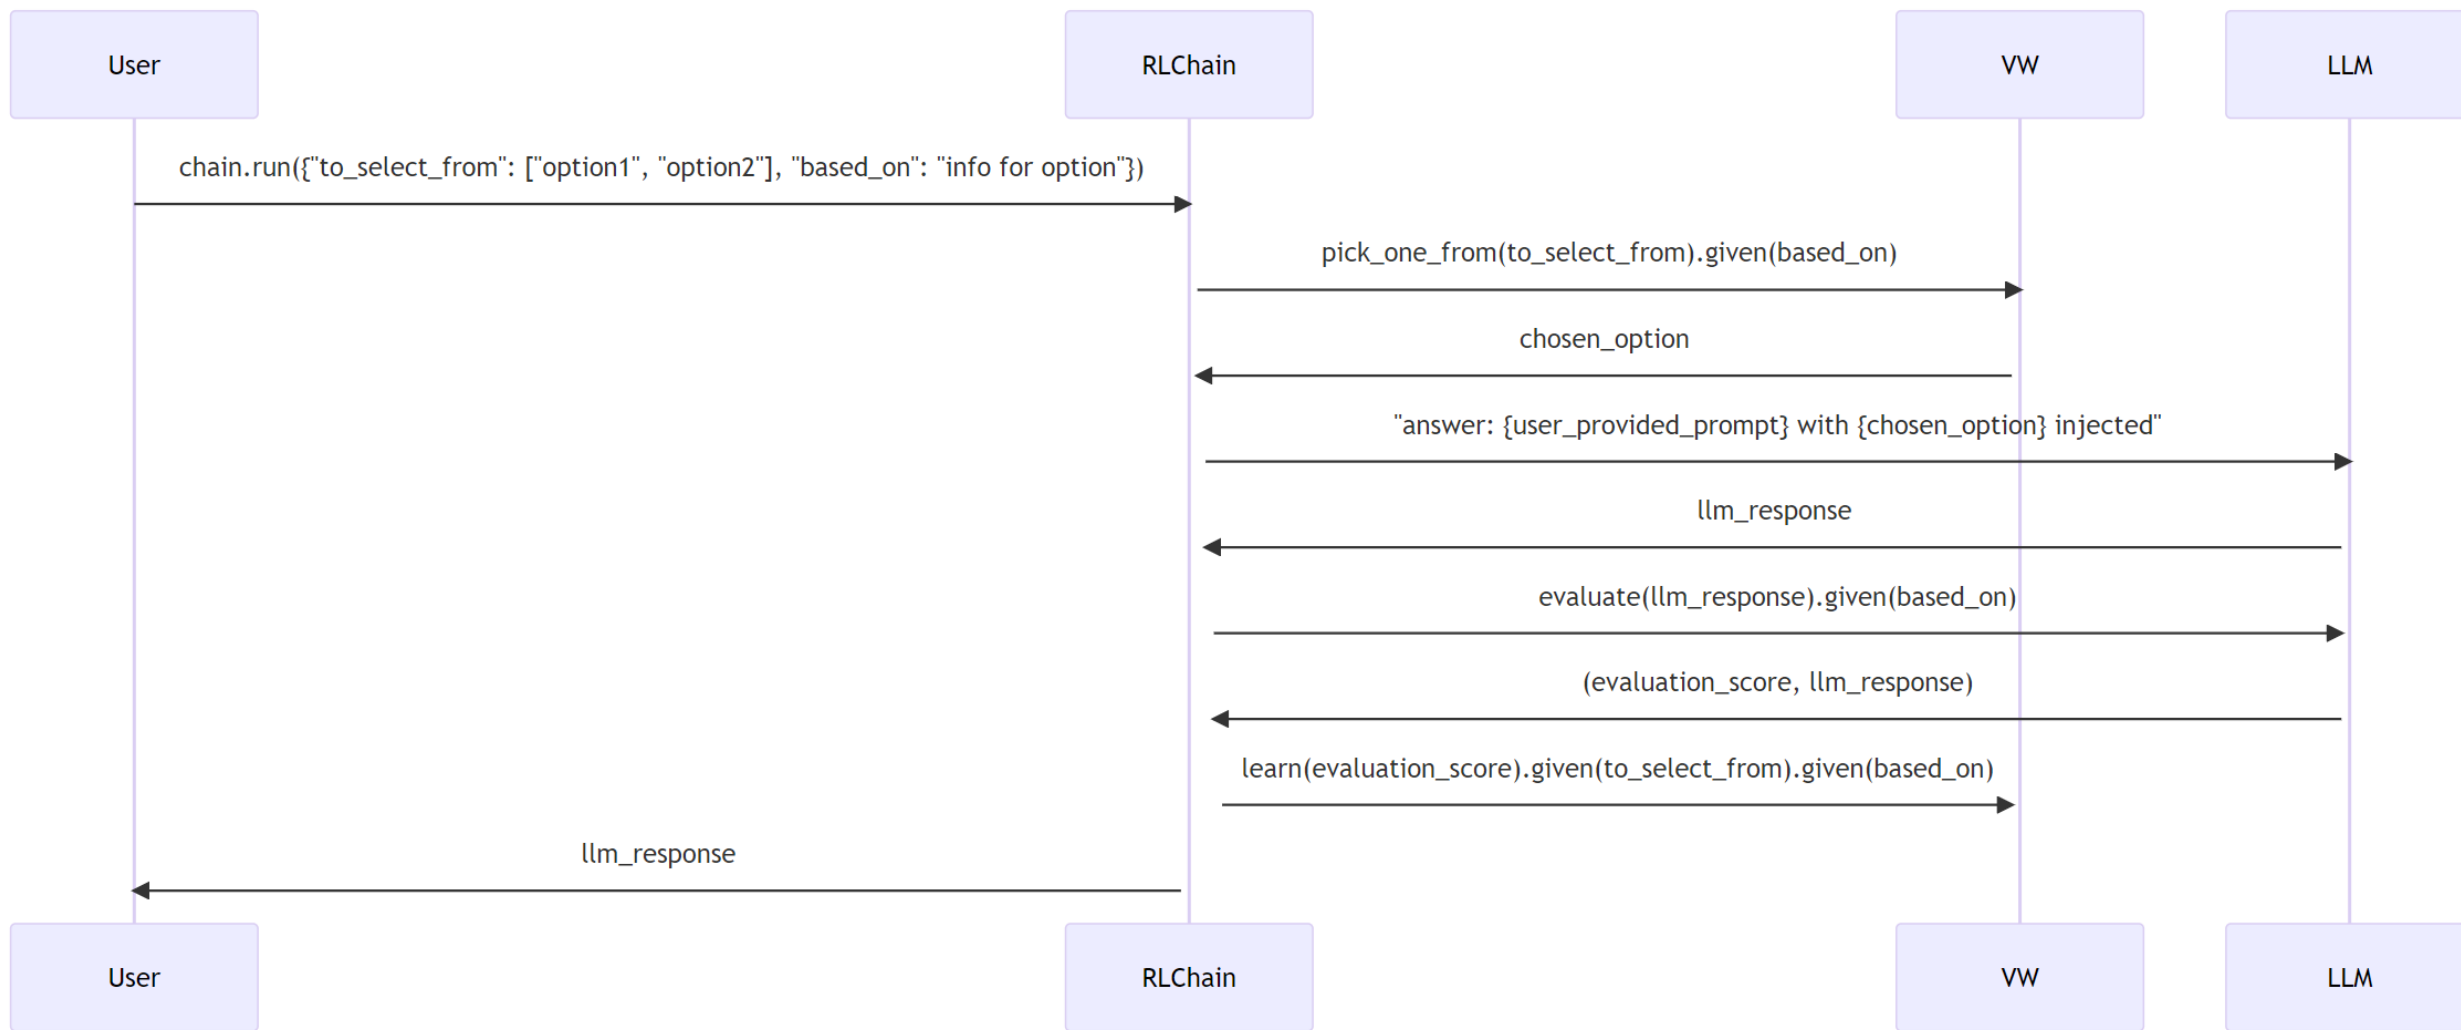 User
RLChain
VW
LLM
chain.run({"to_select_from": ["option1", "option2"], "based_on": "info for option"})
pick_one_from(to_select_from).given(based_on)
chosen_option
"answer: {user_provided_prompt} with {chosen_option} injected"
llm_response
evaluate(llm_response).given(based_on)
(evaluation_score, llm_response)
learn(evaluation_score).given(to_select_from).given(based_on)
llm_response
User
RLChain
VW
LLM